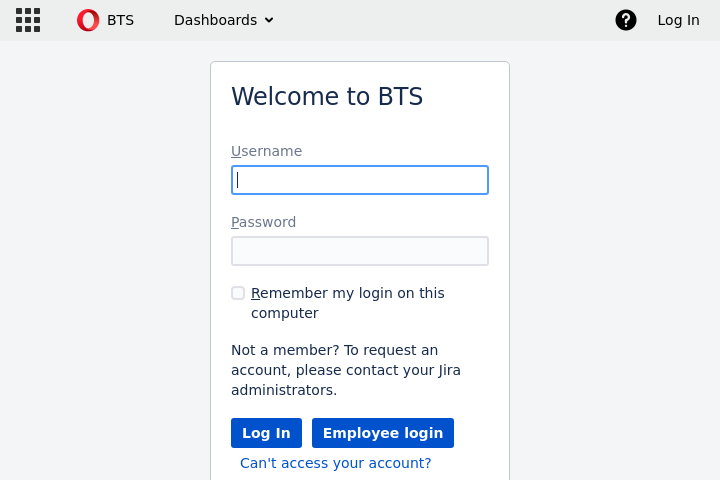 BTS Dashboards Log In
Welcome to BTS
Username
Password
Remember my login on this
computer
Not a member? To request an
account, please contact your Jira
administrators.
Log In Employee login
Can't access your account?